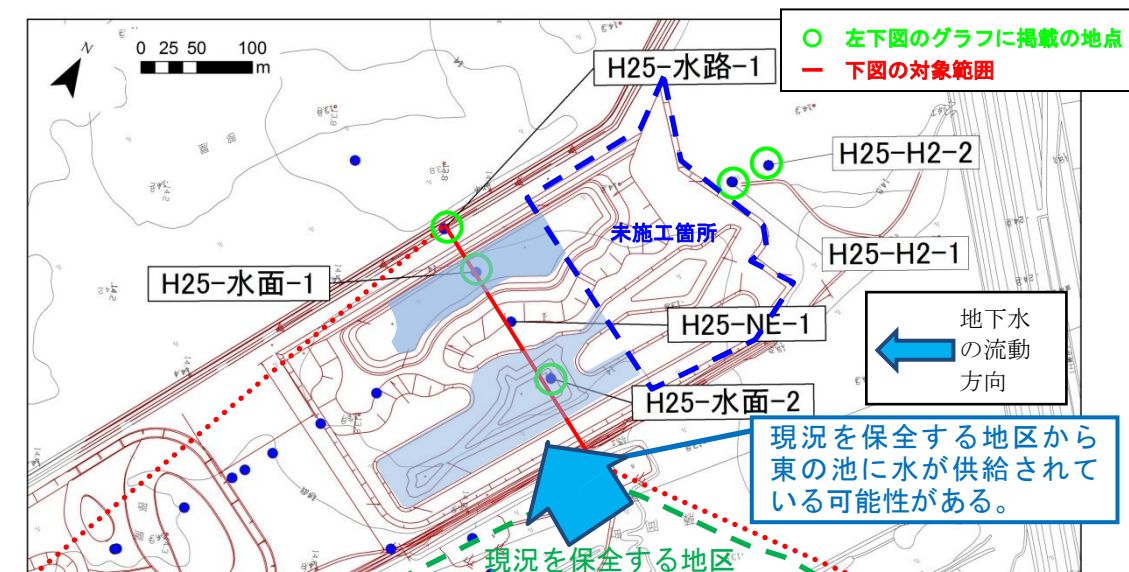 N
0 25 50 100
m
○ 左下図のグラフに掲載の地点
― 下図の対象範囲
H25-水路-1
H25-H2-2
未施工箇所
H25-H2-1
H25-水面-1
H25-NE-1
地下水
の流動
方向
H25-水面-2
現況を保全する地区から
東の池に水が供給されて
いる可能性がある。
現況を保全する地区